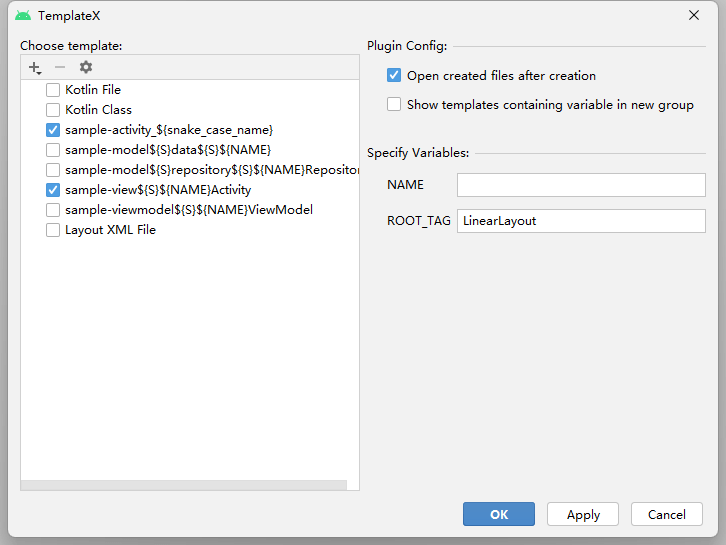 TemplateX
Choose template:
Kotlin File
Kotlin Class
sample-activity_${snake_case_name}
sample-model${S}data${S}${NAME}
sample-model${S}repository${S}${NAME}Repositor
sample-view${S}${NAME}Activity
sample-viewmodel${S}${NAME}ViewModel
Layout XML File
Plugin Config:
Open created files after creation
Show templates containing variable in new group
Specify Variables:
NAME
ROOT_TAG LinearLayout
OK Apply Cancel